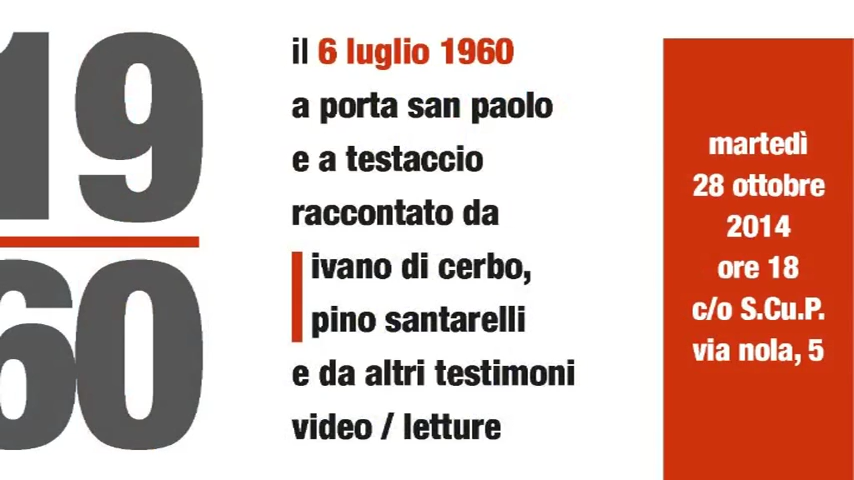 19
60
il 6 luglio 1960
a porta san paolo
e a testaccio
raccontato da
ivano di cerbo,
pino santarelli
e da altri testimoni
video / letture
martedì
28 ottobre
2014
ore 18
c/o S.Cu.P.
via nola, 5